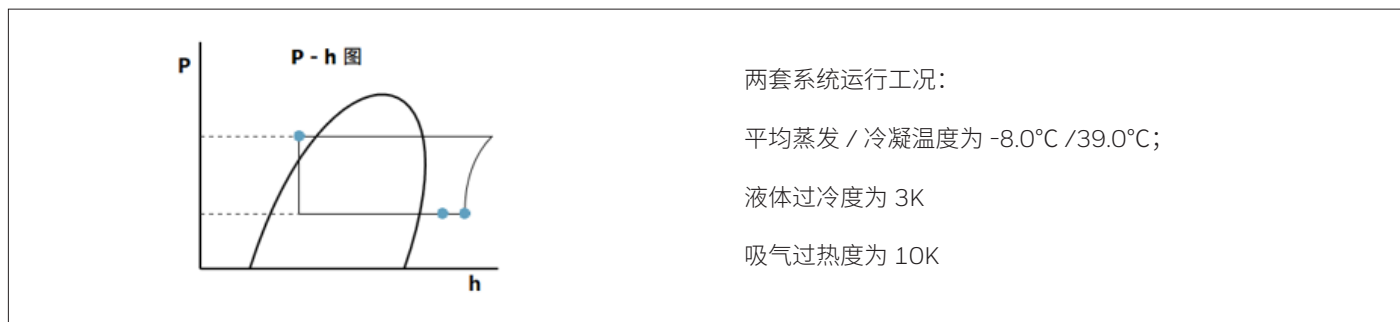 P - h 图
P
h
两套系统运行工况：
平均蒸发 / 冷凝温度为 -8.0°C /39.0°C；
液体过冷度为 3K
吸气过热度为 10K